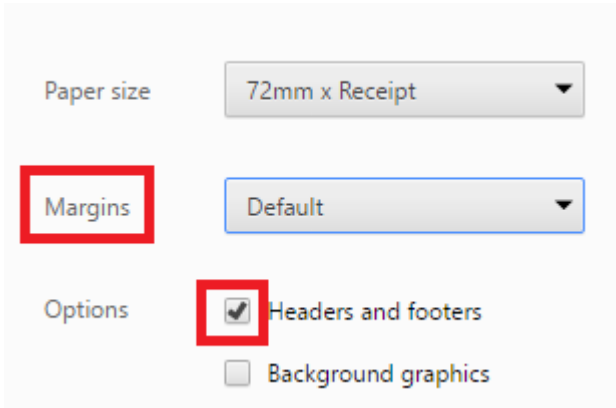 Paper size 72mm x Receipt
Margins Default
Options Headers and footers
Background graphics